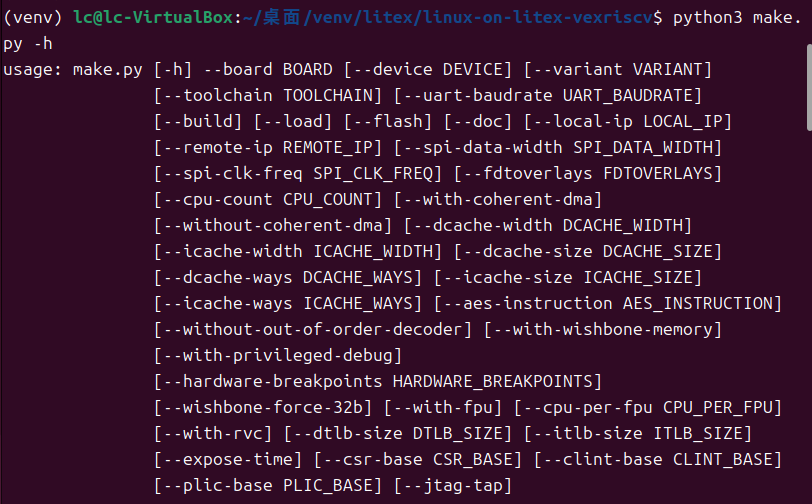 (venv) lc@lc-VirtualBox:~/桌面/venv/litex/linux-on-litex-vexriscv$ python3 make.
py -h
usage: make.py [-h] --board BOARD [--device DEVICE] [--variant VARIANT]
[--toolchain TOOLCHAIN] [--uart-baudrate UART_BAUDRATE]
[--build] [--load] [--flash] [--doc] [--local-ip LOCAL_IP]
[--remote-ip REMOTE_IP] [--spi-data-width SPI_DATA_WIDTH]
[--spi-clk-freq SPI_CLK_FREQ] [--fdtoverlays FDTOVERLAYS]
[--cpu-count CPU_COUNT] [--with-coherent-dma]
[--without-coherent-dma] [--dcache-width DCACHE_WIDTH]
[--icache-width ICACHE_WIDTH] [--dcache-size DCACHE_SIZE]
[--dcache-ways DCACHE_WAYS] [--icache-size ICACHE_SIZE]
[--icache-ways ICACHE_WAYS] [--aes-instruction AES_INSTRUCTION]
[--without-out-of-order-decoder] [--with-wishbone-memory]
[--with-privileged-debug]
[--hardware-breakpoints HARDWARE_BREAKPOINTS]
[--wishbone-force-32b] [--with-fpu] [--cpu-per-fpu CPU_PER_FPU]
[--with-rvc] [--dtlb-size DTLB_SIZE] [--itlb-size ITLB_SIZE]
[--expose-time] [--csr-base CSR_BASE] [--clint-base CLINT_BASE]
[--plic-base PLIC_BASE] [--jtag-tap]